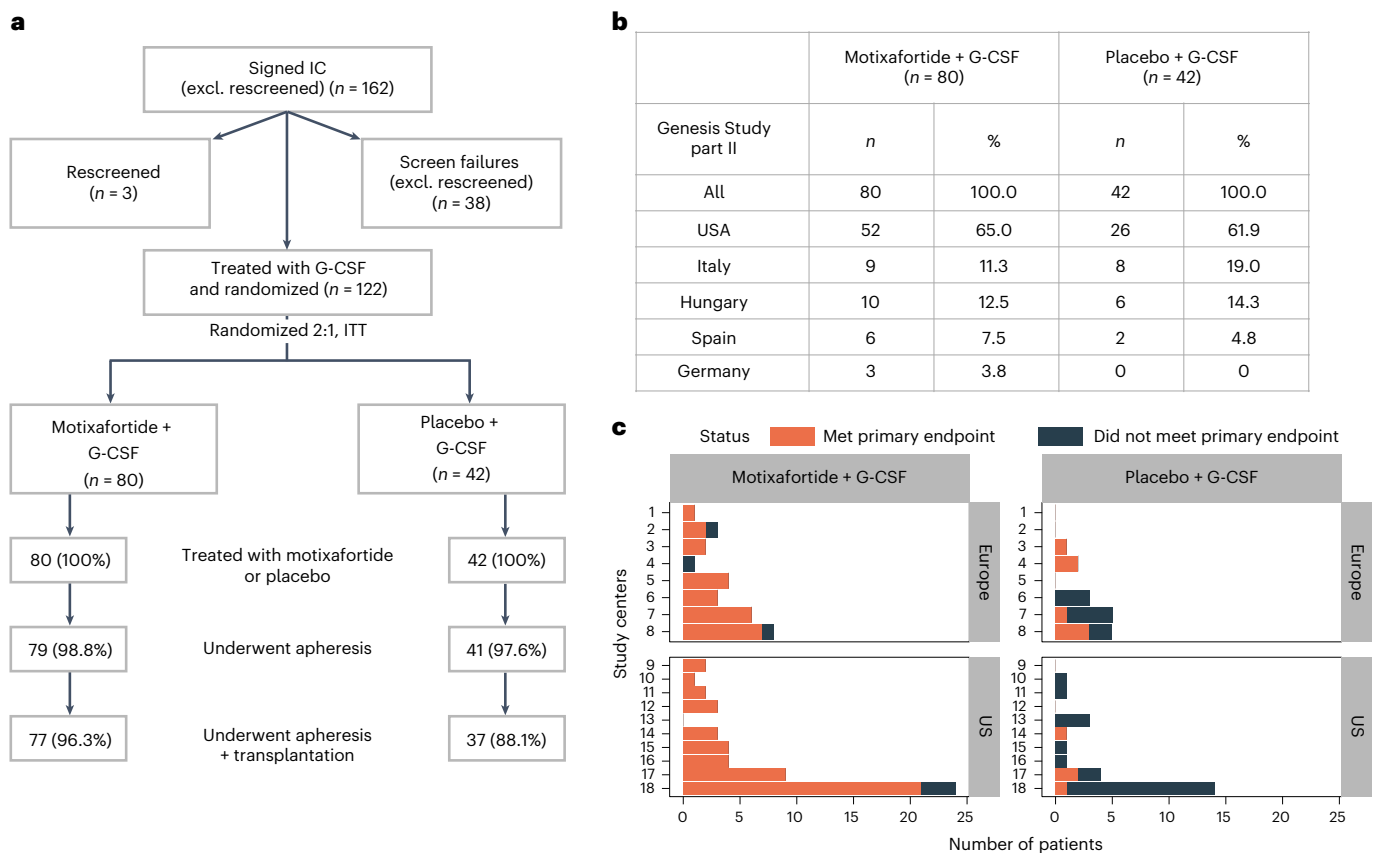 a
Signed IC
(excl. rescreened) (n = 162)
Rescreened
(n = 3)
Screen failures
(excl. rescreened)
(n = 38)
Treated with G-CSF
and randomized (n = 122)
Randomized 2:1, ITT
Motixafortide +
G-CSF
(n = 80)
Placebo +
G-CSF
(n = 42)
80 (100%)
Treated with motixafortide
or placebo
42 (100%)
79 (98.8%)
Underwent apheresis
41 (97.6%)
77 (96.3%)
Underwent apheresis
+ transplantation
37 (88.1%)
b
Motixafortide + G-CSF
(n = 80)
Placebo + G-CSF
(n = 42)
Genesis Study
part II
n % n %
All 80 100.0 42 100.0
USA 52 65.0 26 61.9
Italy 9 11.3 8 19.0
Hungary 10 12.5 6 14.3
Spain 6 7.5 2 4.8
Germany 3 3.8 0 0
c
Status Met primary endpoint Did not meet primary endpoint
Motixafortide + G-CSF
Placebo + G-CSF
Study centers
1
2
3
4
5
6
7
8
Europe
1
2
3
4
5
6
7
8
Europe
9
10
11
12
13
14
15
16
17
18
US
9
10
11
12
13
14
15
16
17
18
US
0 5 10 15 20 25
0 5 10 15 20 25
Number of patients